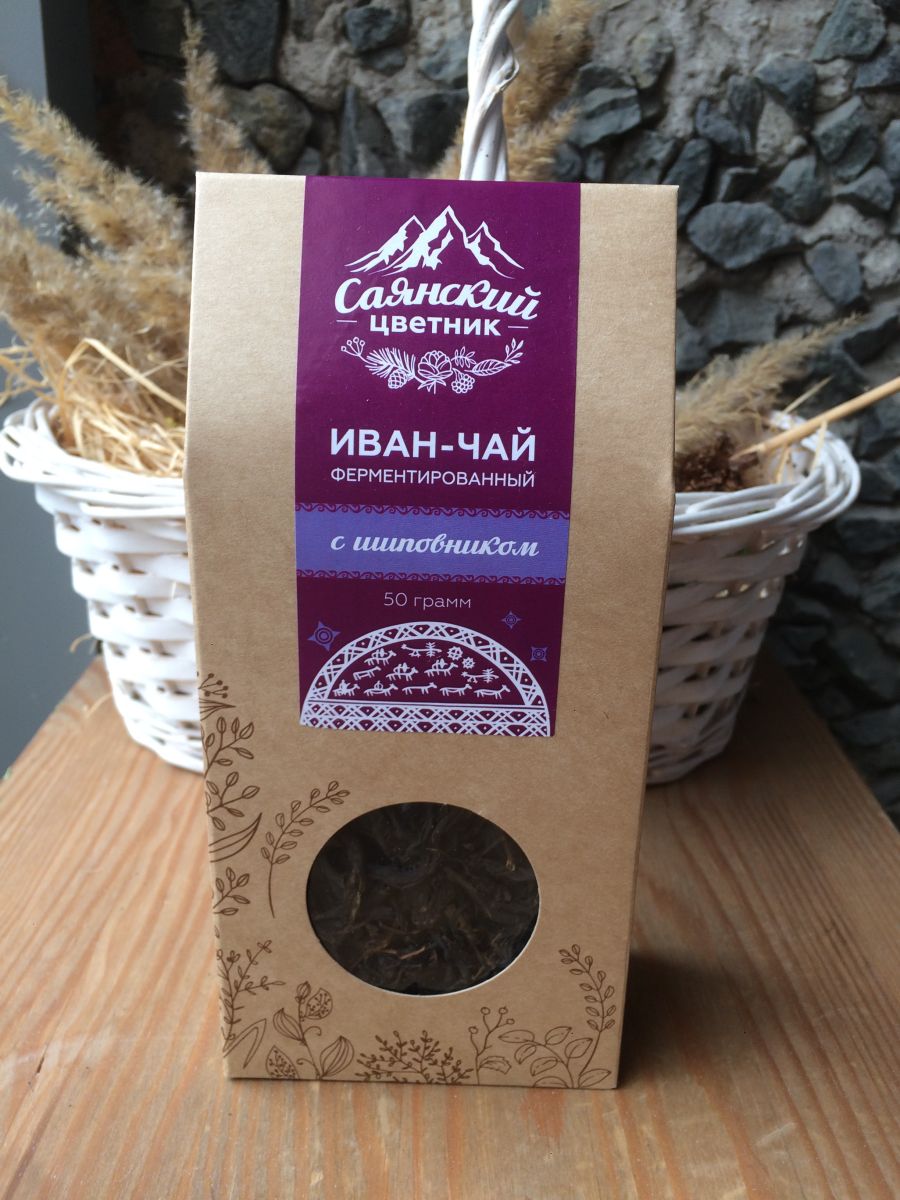 Саянский
цветник
ИВАН-ЧАЙ
ФЕРМЕНТИРОВАННЫЙ
с шиповником
50 грамм